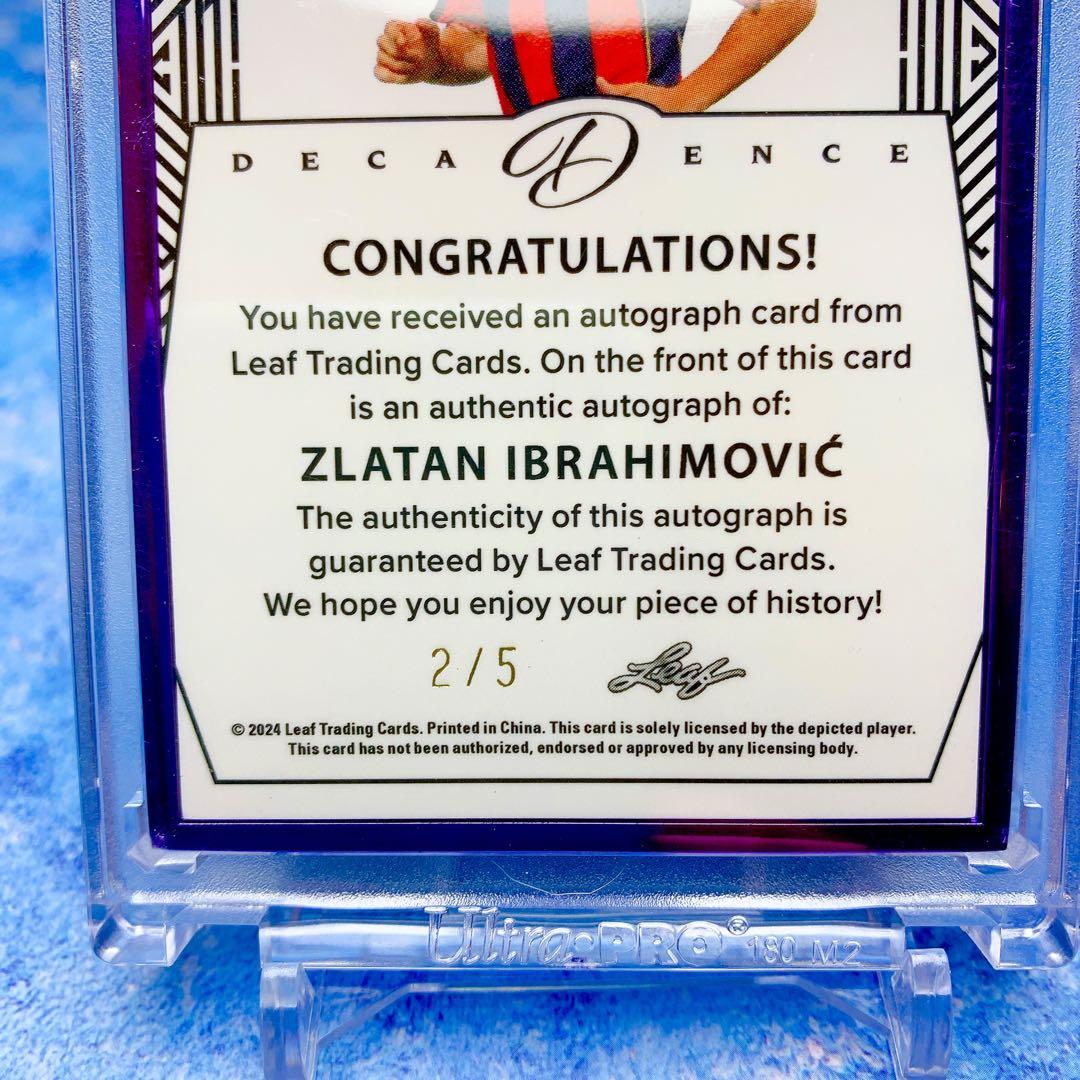 DECADENCE
CONGRATULATIONS!
You have received an autograph card from
Leaf Trading Cards. On the front of this card
is an authentic autograph of:
ZLATAN IBRAHIMOVIĆ
The authenticity of this autograph is
guaranteed by Leaf Trading Cards.
We hope you enjoy your piece of history!
2/5 Leaf
© 2024 Leaf Trading Cards. Printed in China. This card is solely licensed by the depicted player.
This card has not been authorized, endorsed or approved by any licensing body.
Ultra·PRO® 180 M2